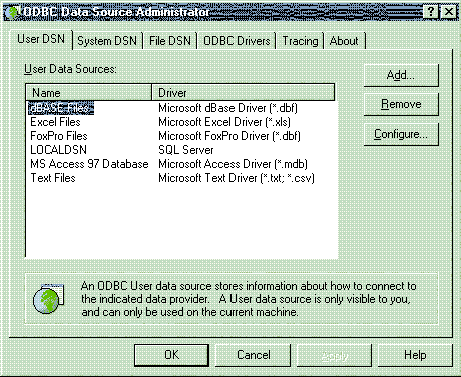 ODBC Data Source Administrator
User DSN System DSN File DSN ODBC Drivers Tracing About
User Data Sources:
Name Driver
dBASE Files Microsoft dBase Driver (*.dbf)
Excel Files Microsoft Excel Driver (*.xls)
FoxPro Files Microsoft FoxPro Driver (*.dbf)
LOCALDSN SQL Server
MS Access 97 Database Microsoft Access Driver (*.mdb)
Text Files Microsoft Text Driver (*.txt; *.csv)
Add...
Remove
Configure...
An ODBC User data source stores information about how to connect
to the indicated data provider. A User data source is only visible to you,
and can only be used on the current machine.
OK Cancel Apply Help